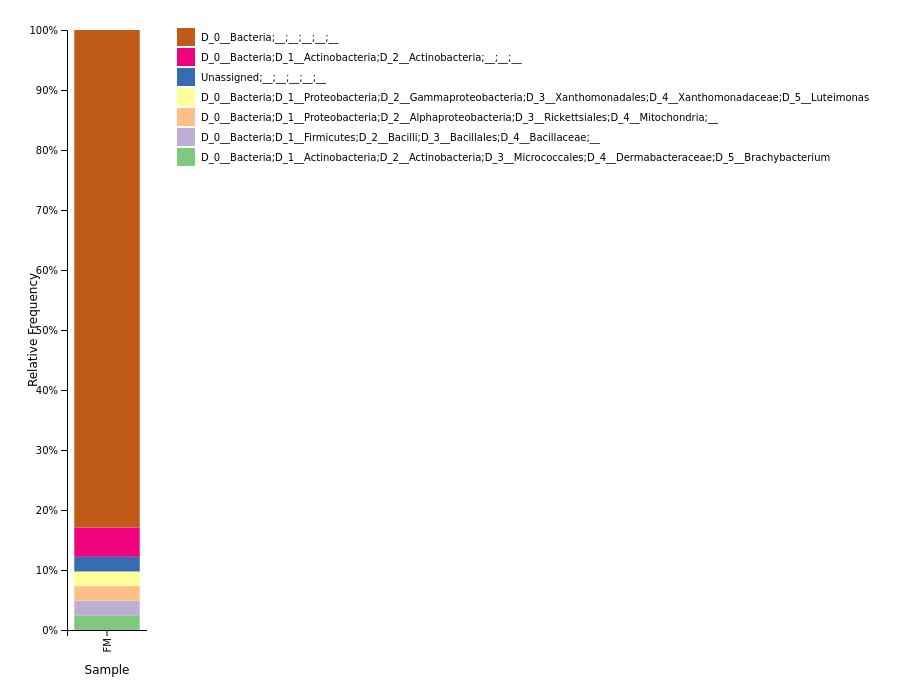 100%
90%
80%
70%
60%
50%
40%
30%
20%
10%
0%
Relative Frequency
FM
Sample
D_0__Bacteria;__;__;__;__;__
D_0__Bacteria;D_1__Actinobacteria;D_2__Actinobacteria;__;__;__
Unassigned;__;__;__;__;__
D_0__Bacteria;D_1__Proteobacteria;D_2__Gammaproteobacteria;D_3__Xanthomonadales;D_4__Xanthomonadaceae;D_5__Luteimonas
D_0__Bacteria;D_1__Proteobacteria;D_2__Alphaproteobacteria;D_3__Rickettsiales;D_4__Mitochondria;__
D_0__Bacteria;D_1__Firmicutes;D_2__Bacilli;D_3__Bacillales;D_4__Bacillaceae;__
D_0__Bacteria;D_1__Actinobacteria;D_2__Actinobacteria;D_3__Micrococcales;D_4__Dermabacteraceae;D_5__Brachybacterium